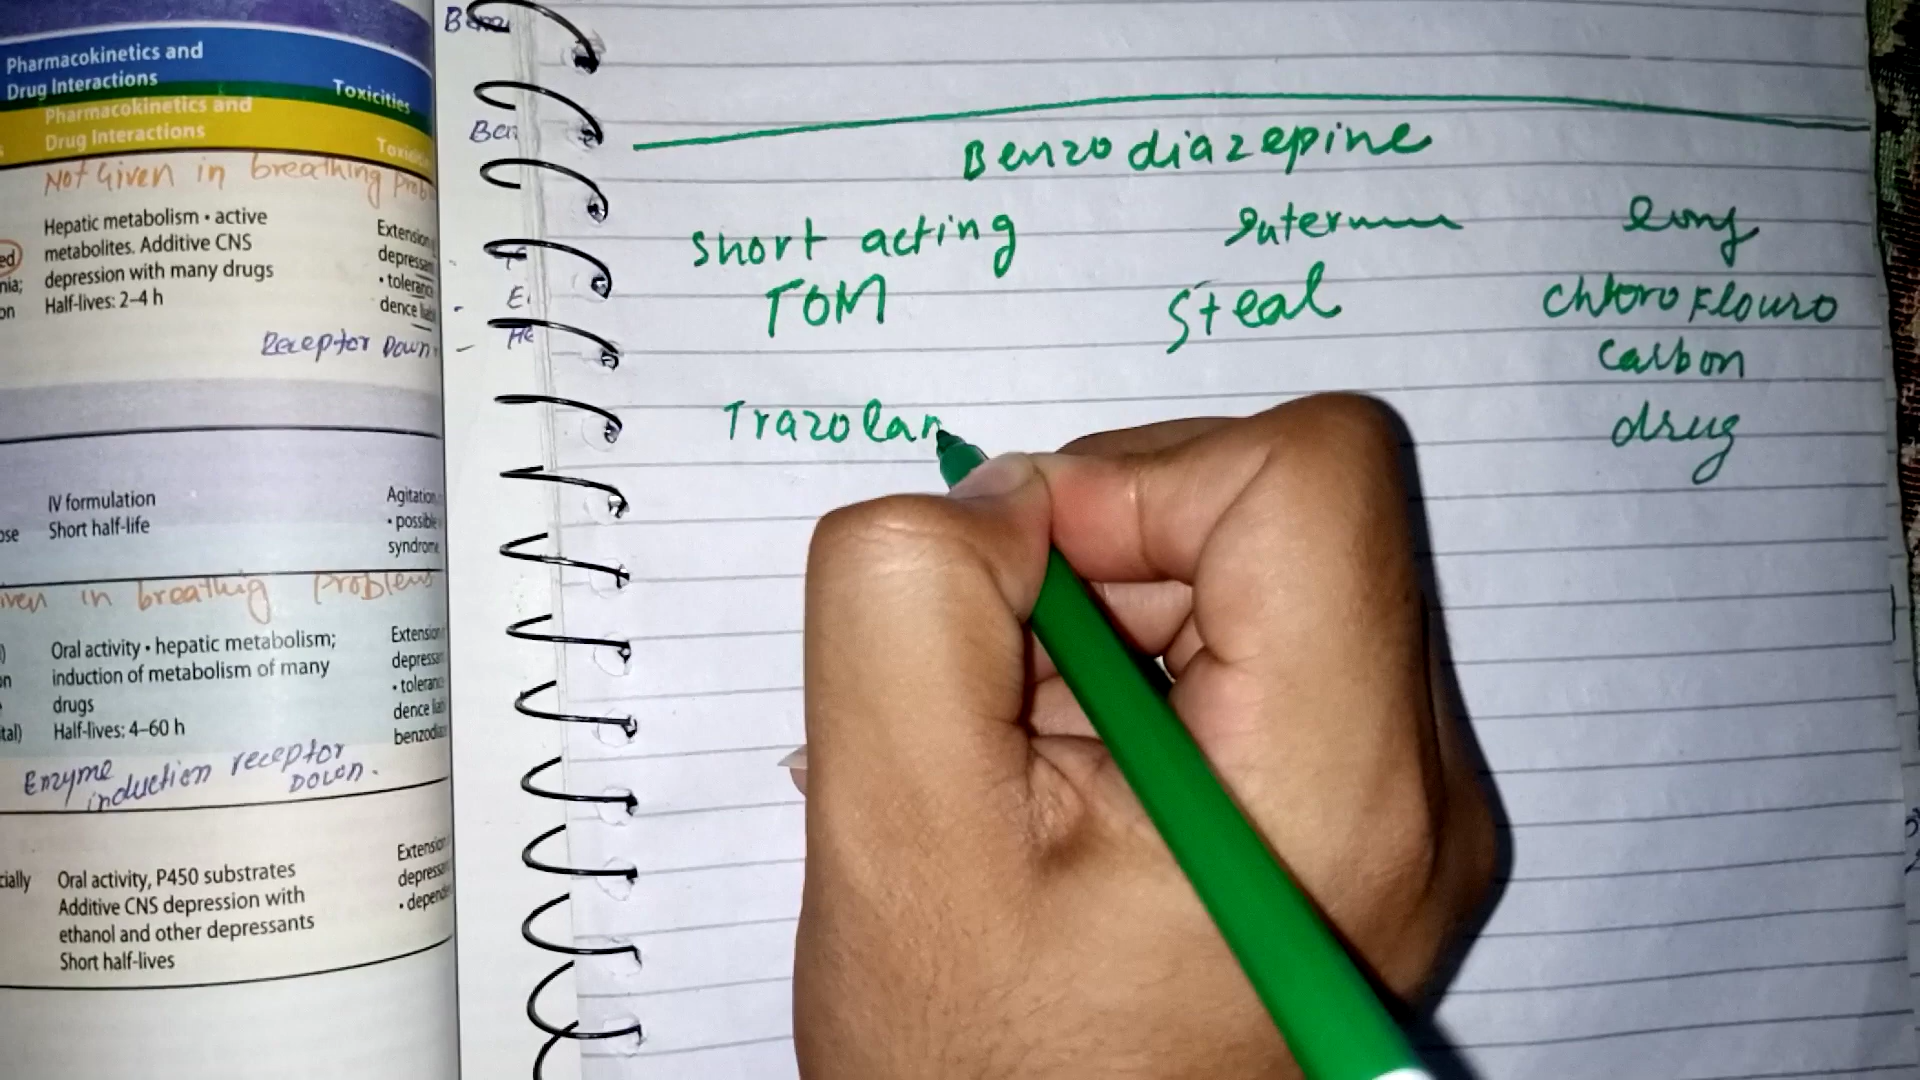 Pharmacokinetics and
Drug Interactions
Toxicities
Pharmacokinetics and
Drug Interactions
Not Given in breathing
Hepatic metabolism • active
metabolites. Additive CNS
depression with many drugs
Half-lives: 2–4 h
Receptor Down
IV formulation
Short half-life
Agitation
• possible
syndrome
in breathing Problems
Oral activity • hepatic metabolism;
induction of metabolism of many
drugs
Half-lives: 4–60 h
Enzyme
induction receptor
Down.
Oral activity, P450 substrates
Additive CNS depression with
ethanol and other depressants
Short half-lives
Benzodiazepine
Short acting
long
TOM
Steal
Chloro Flouro
Carbon
drug
Trazolam